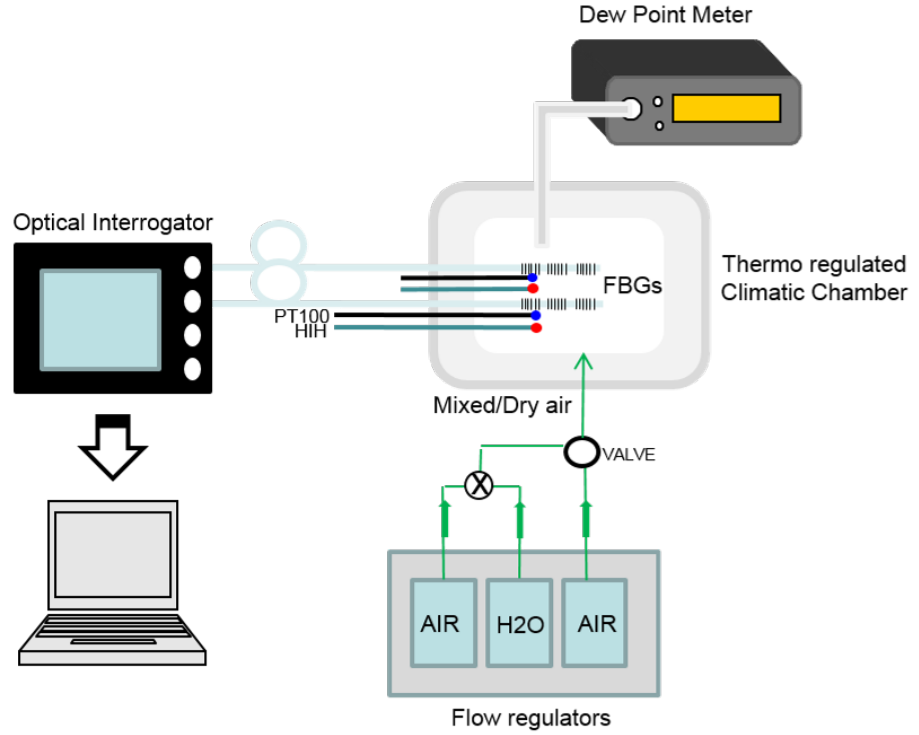 Dew Point Meter
Optical Interrogator
FBGs
Thermo regulated
Climatic Chamber
PT100
HIH
Mixed/Dry air
VALVE
X
AIR
H2O
AIR
Flow regulators